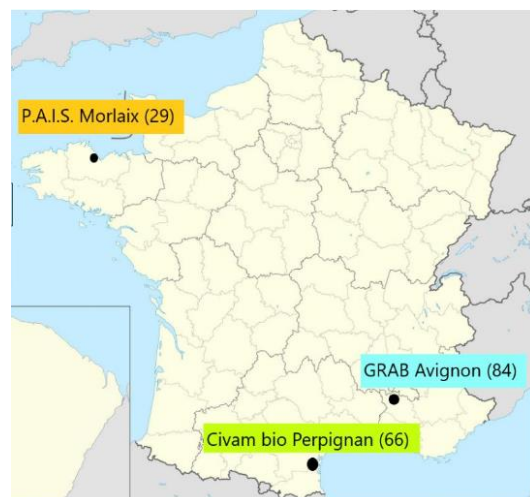 P.A.I.S. Morlaix (29)
GRAB Avignon (84)
Civam bio Perpignan (66)